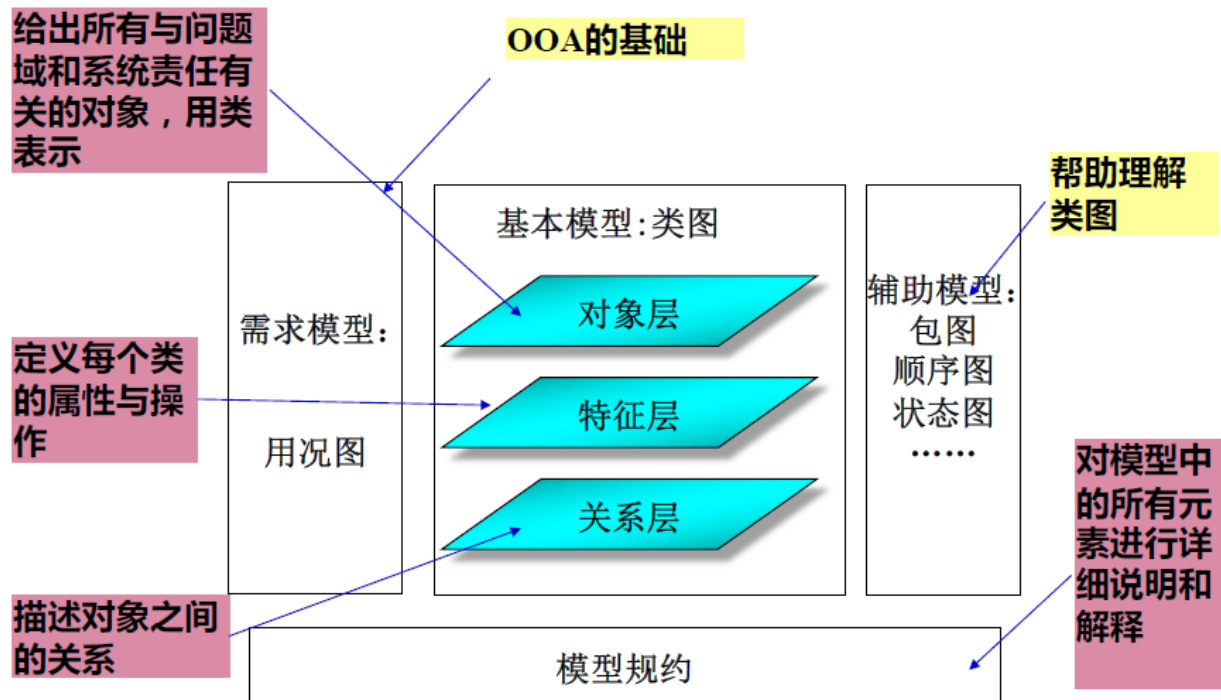 给出所有与问题
域和系统责任有
关的对象，用类
表示
OOA的基础
帮助理解
类图
基本模型:类图
对象层
特征层
关系层
需求模型：
用况图
辅助模型：
包图
顺序图
状态图
……
定义每个类
的属性与操
作
对模型中
的所有元
素进行详
细说明和
解释
描述对象之间
的关系
模型规约